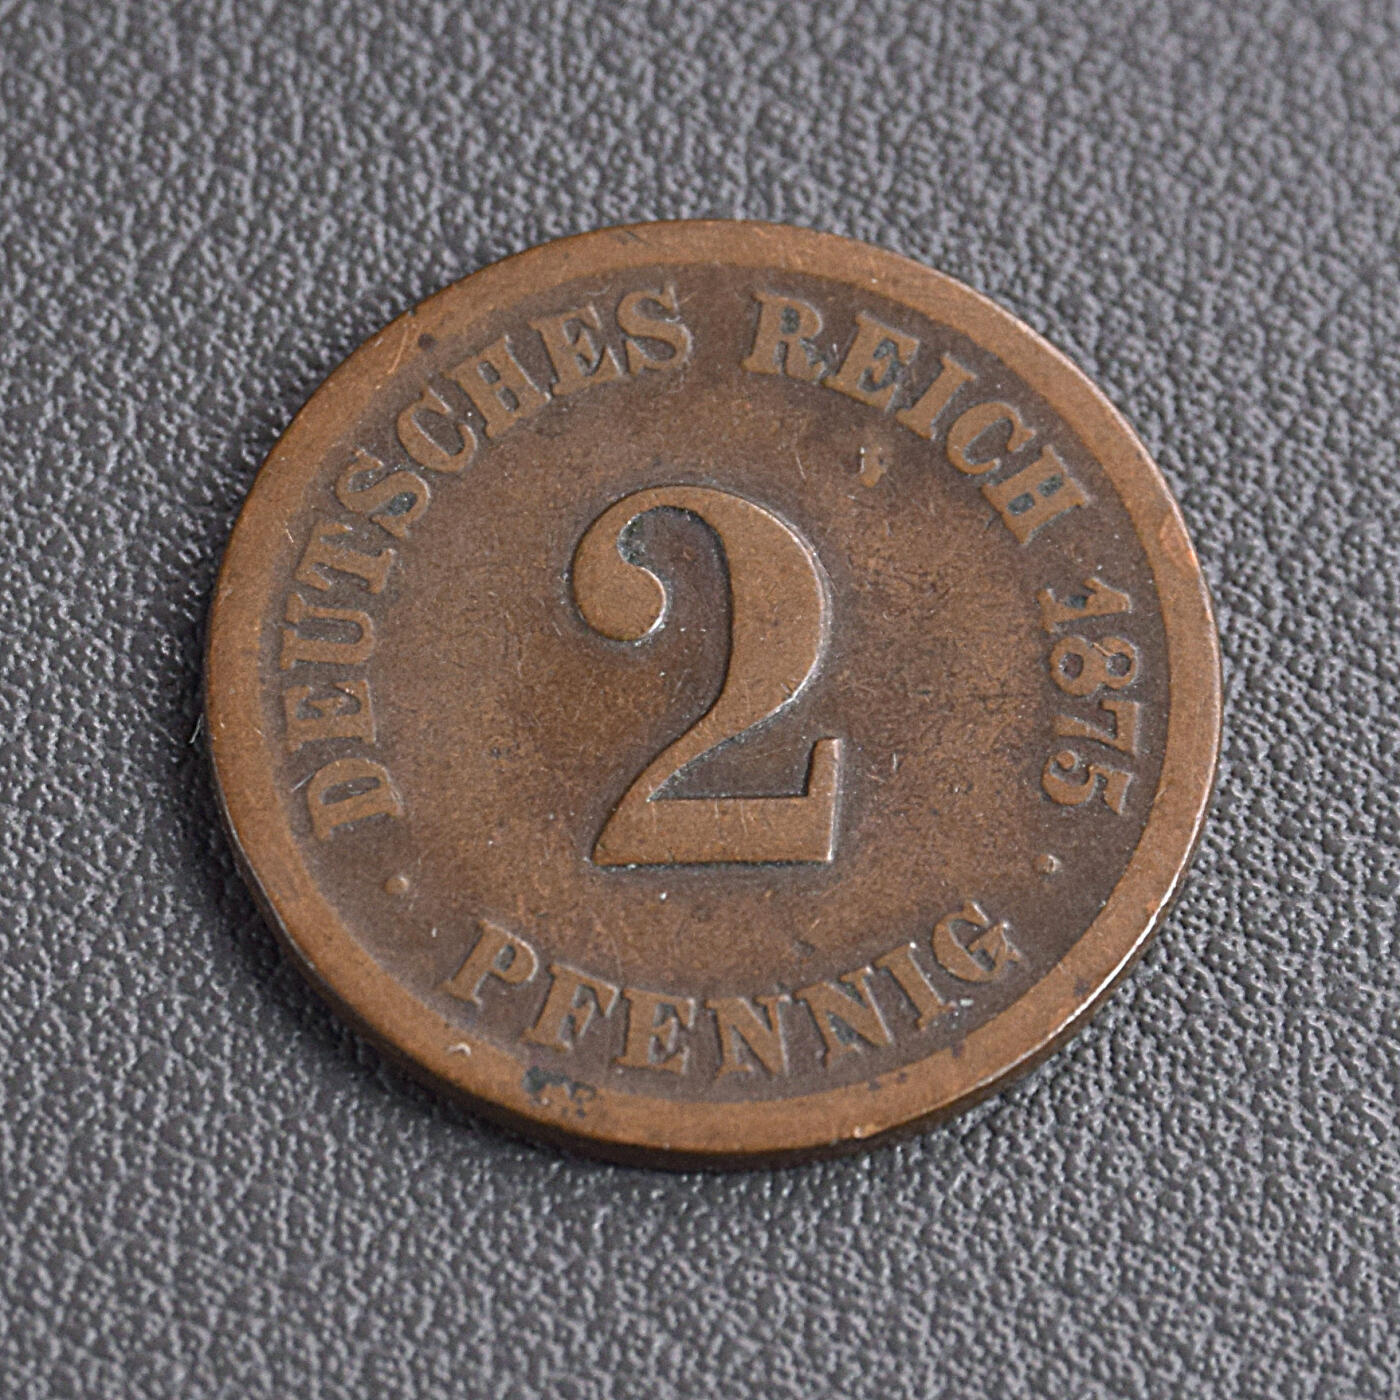 DEUTSCHES REICH 1875
2
· PFENNIG ·